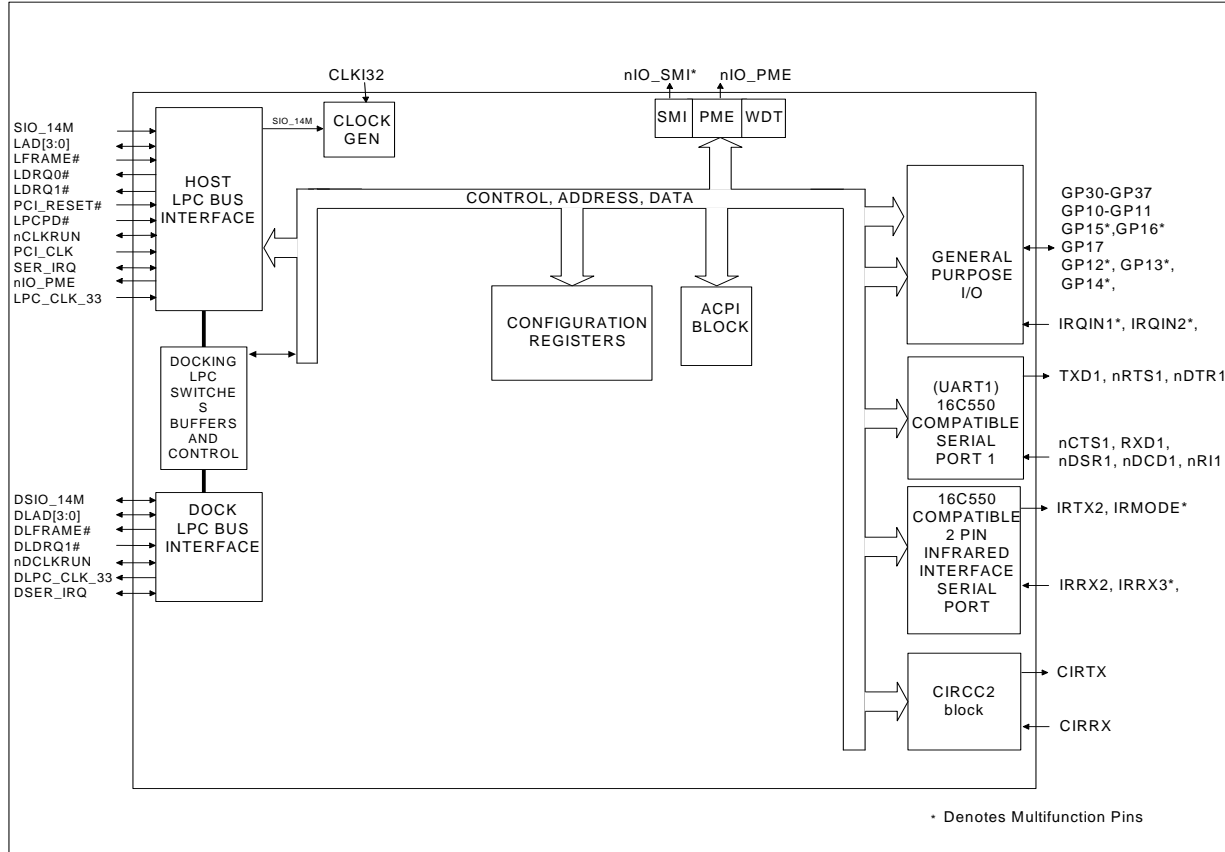 CLKI32
nIO_SMI*
nIO_PME
SMI
PME
WDT
SIO_14M
CLOCK
GEN
SIO_14M
LAD[3:0]
LFRAME#
LDRQ0#
LDRQ1#
PCI_RESET#
LPCPD#
nCLKRUN
PCI_CLK
SER_IRQ
nIO_PME
LPC_CLK_33
HOST
LPC BUS
INTERFACE
CONTROL, ADDRESS, DATA
GENERAL
PURPOSE
I/O
GP30-GP37
GP10-GP11
GP15*,GP16*
GP17
GP12*, GP13*,
GP14*,
IRQIN1*, IRQIN2*,
CONFIGURATION
REGISTERS
ACPI
BLOCK
DOCKING
LPC
SWITCHE
S
BUFFERS
AND
CONTROL
(UART1)
16C550
COMPATIBLE
SERIAL
PORT 1
TXD1, nRTS1, nDTR1
nCTS1, RXD1,
nDSR1, nDCD1, nRI1
DSIO_14M
DLAD[3:0]
DLFRAME#
DLDRQ1#
nDCLKRUN
DLPC_CLK_33
DSER_IRQ
DOCK
LPC BUS
INTERFACE
16C550
COMPATIBLE
2 PIN
INFRARED
INTERFACE
SERIAL
PORT
IRTX2, IRMODE*
IRRX2, IRRX3*,
CIRCC2
block
CIRTX
CIRRX
* Denotes Multifunction Pins